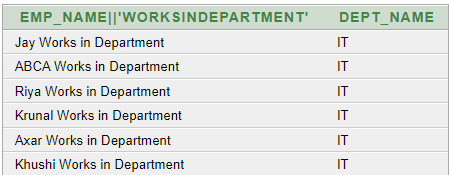 EMP_NAME||'WORKSINDEPARTMENT' DEPT_NAME
Jay Works in Department IT
ABCA Works in Department IT
Riya Works in Department IT
Krunal Works in Department IT
Axar Works in Department IT
Khushi Works in Department IT